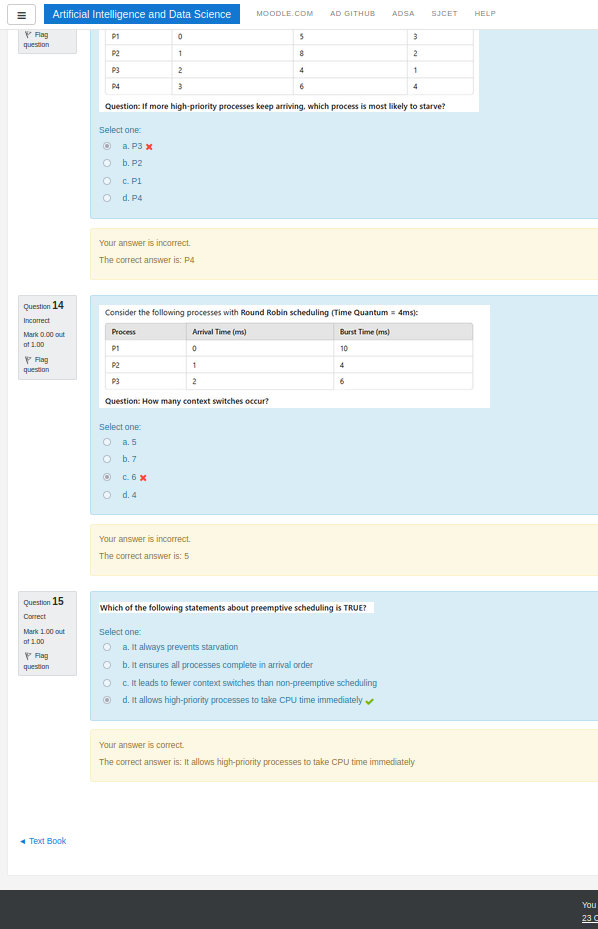 Artificial Intelligence and Data Science MOODLE.COM AD GITHUB ADSA SJCET HELP
Flag question
P1 0 5 3
P2 1 8 2
P3 2 4 1
P4 3 6 4
Question: If more high-priority processes keep arriving, which process is most likely to starve?
Select one:
a. P3
b. P2
c. P1
d. P4
Your answer is incorrect.
The correct answer is: P4
Question 14
Incorrect
Mark 0.00 out of 1.00
Flag question
Consider the following processes with Round Robin scheduling (Time Quantum = 4ms):
Process Arrival Time (ms) Burst Time (ms)
P1 0 10
P2 1 4
P3 2 6
Question: How many context switches occur?
Select one:
a. 5
b. 7
c. 6
d. 4
Your answer is incorrect.
The correct answer is: 5
Question 15
Correct
Mark 1.00 out of 1.00
Flag question
Which of the following statements about preemptive scheduling is TRUE?
Select one:
a. It always prevents starvation
b. It ensures all processes complete in arrival order
c. It leads to fewer context switches than non-preemptive scheduling
d. It allows high-priority processes to take CPU time immediately
Your answer is correct.
The correct answer is: It allows high-priority processes to take CPU time immediately
◄ Text Book
You
23